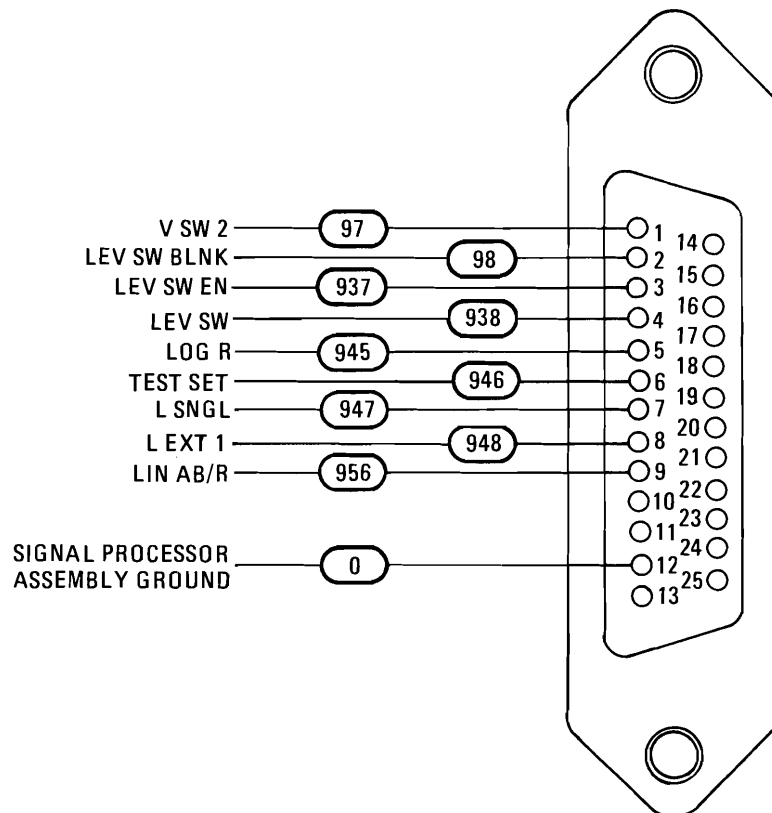 V SW 2 97 1 14
LEV SW BLNK 98 2 15
LEV SW EN 937 3 16
LEV SW 938 4 17
LOG R 945 5 18
TEST SET 946 6 19
L SNGL 947 7 20
L EXT 1 948 8 21
LIN AB/R 956 9 22
10 23
11 24
SIGNAL PROCESSOR
ASSEMBLY GROUND 0 12 25
13